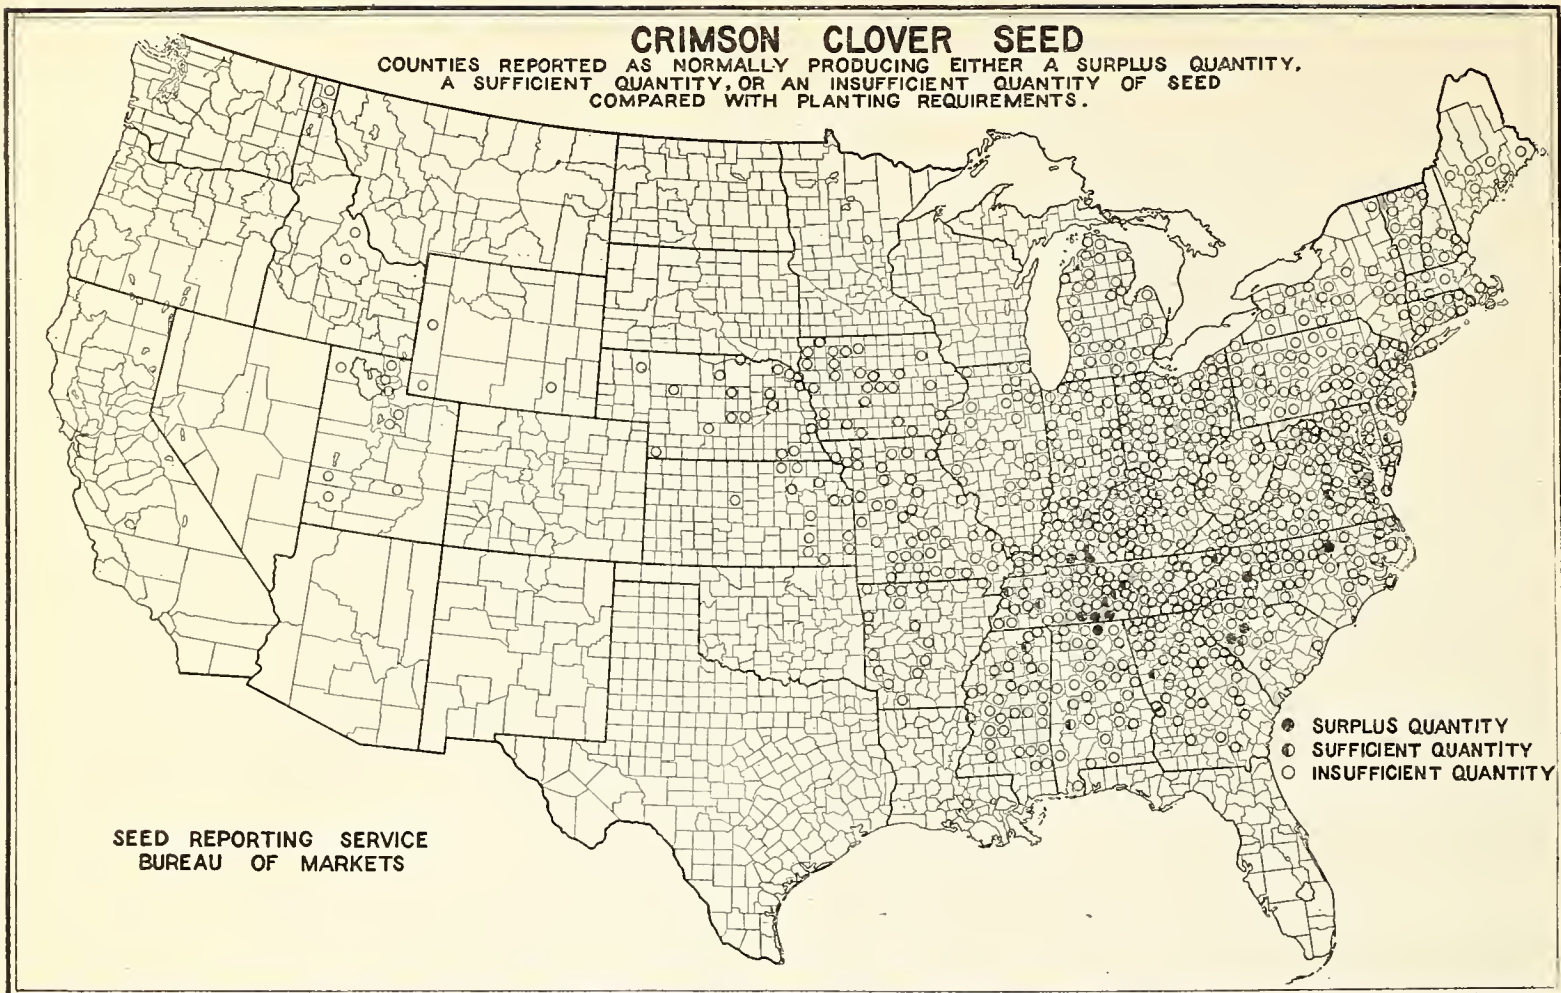 CRIMSON CLOVER SEED
COUNTIES REPORTED AS NORMALLY PRODUCING EITHER A SURPLUS QUANTITY,
A SUFFICIENT QUANTITY, OR AN INSUFFICIENT QUANTITY OF SEED
COMPARED WITH PLANTING REQUIREMENTS.
SURPLUS QUANTITY
SUFFICIENT QUANTITY
INSUFFICIENT QUANTITY
SEED REPORTING SERVICE
BUREAU OF MARKETS